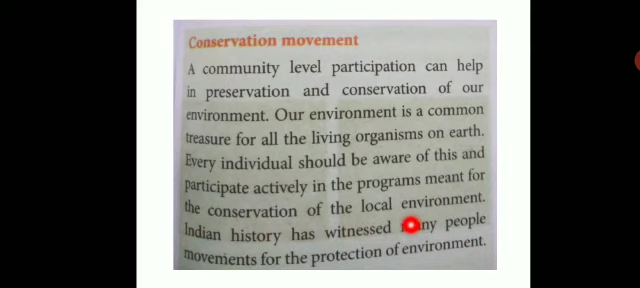 Conservation movement
A community level participation can help
in preservation and conservation of our
environment. Our environment is a common
treasure for all the living organisms on earth.
Every individual should be aware of this and
participate actively in the programs meant for
the conservation of the local environment.
Indian history has witnessed many people
movements for the protection of environment.